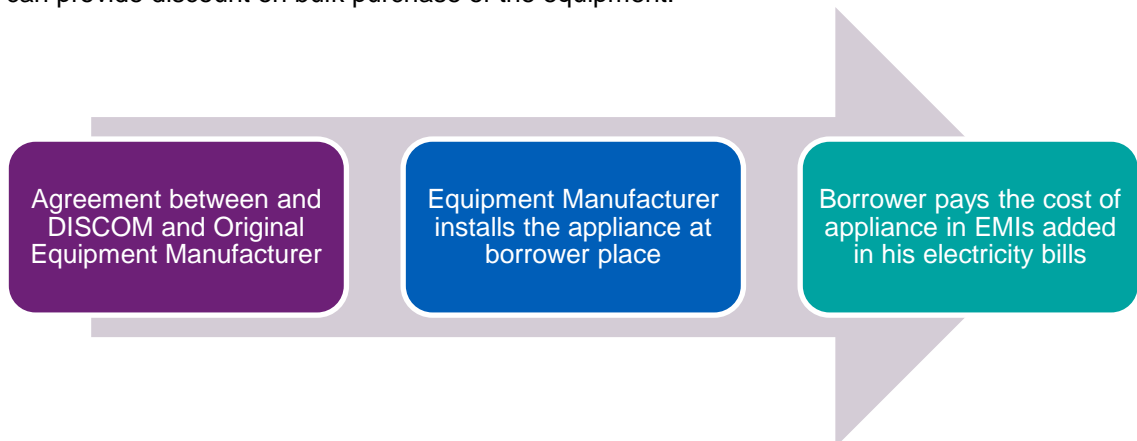 can provide discount on bulk purchase of the equipment.
Agreement between and
DISCOM and Original
Equipment Manufacturer
Equipment Manufacturer
installs the appliance at
borrower place
Borrower pays the cost of
appliance in EMIs added
in his electricity bills